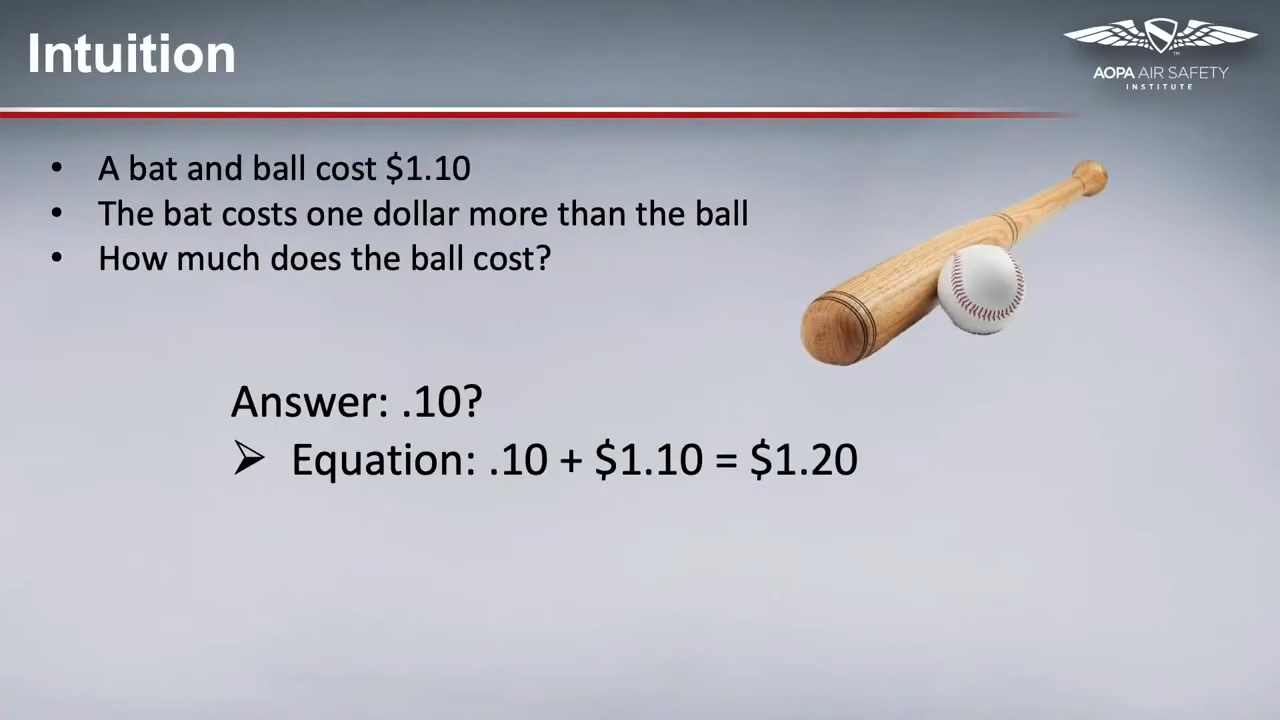 Intuition
AOPA AIR SAFETY
INSTITUTE
• A bat and ball cost $1.10
• The bat costs one dollar more than the ball
• How much does the ball cost?
Answer: .10?
➢ Equation: .10 + $1.10 = $1.20